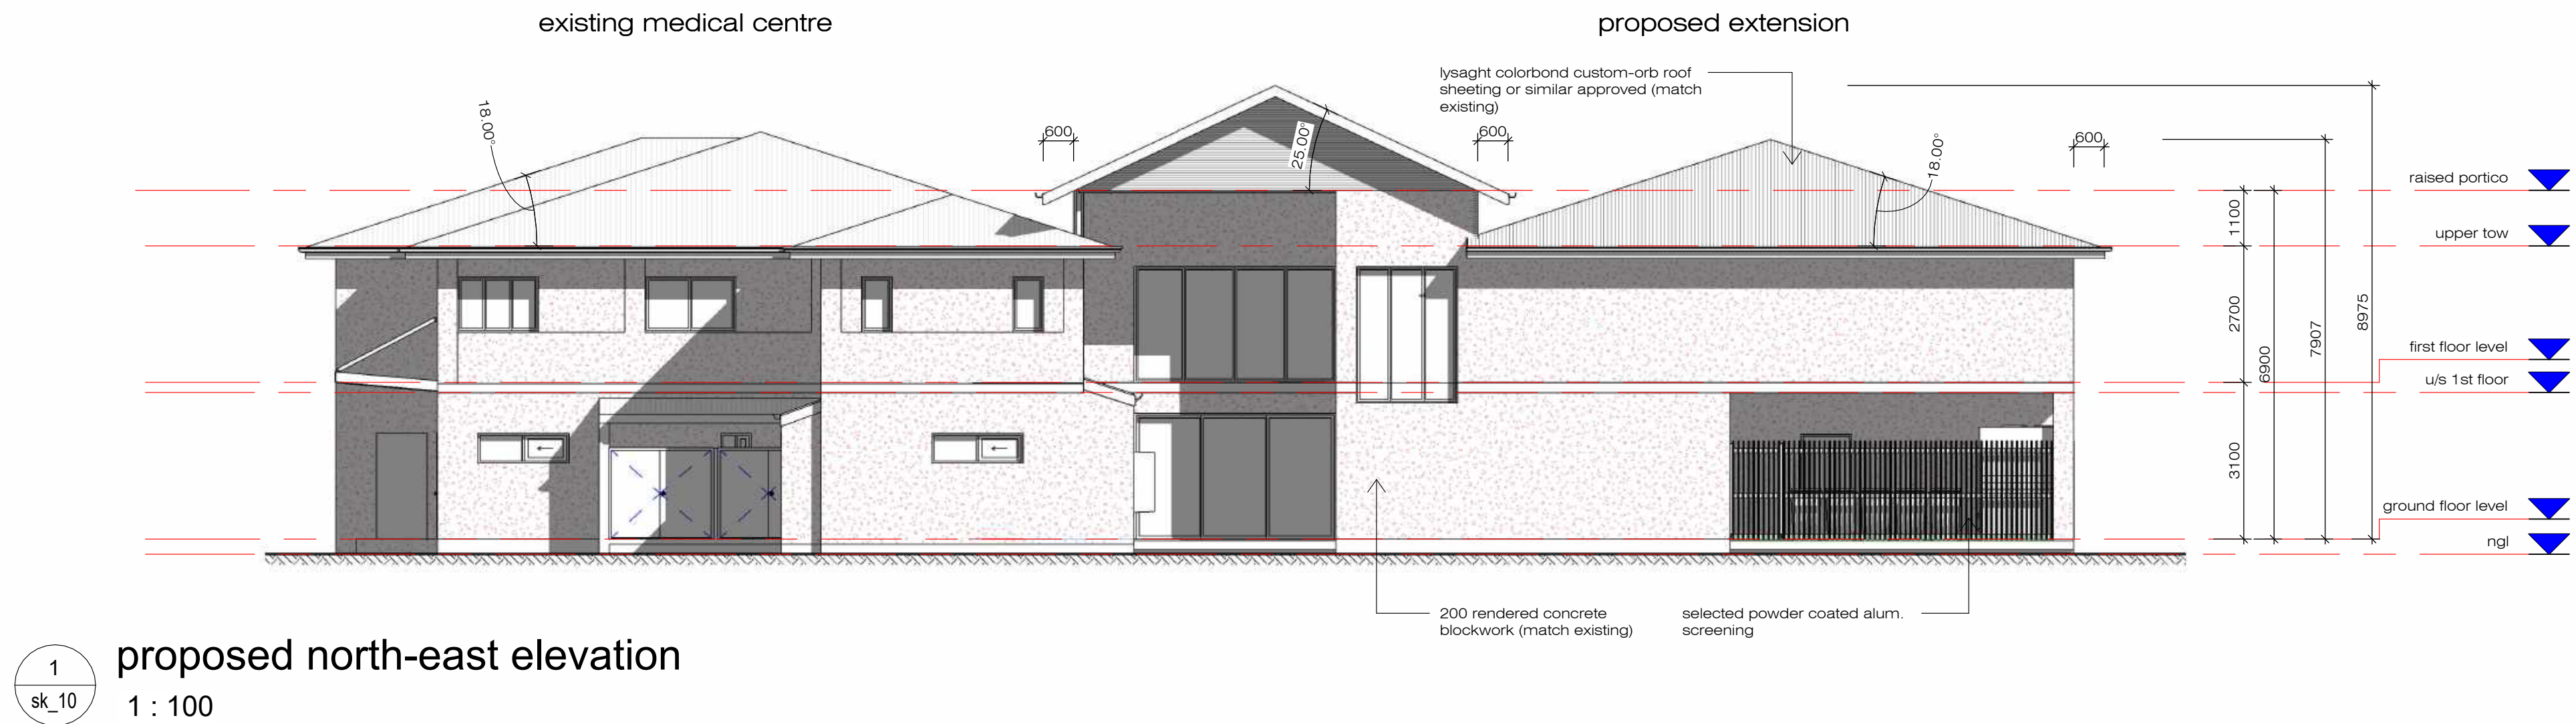 existing medical centre
proposed extension
lysaght colorbond custom-orb roof
sheeting or similar approved (match
existing)
18.00°
600
25.00°
600
18.00°
600
raised portico
upper tow
first floor level
u/s 1st floor
ground floor level
ngl
1100
2700
3100
6900
7907
8975
200 rendered concrete
blockwork (match existing)
selected powder coated alum.
screening
1
sk_10
proposed north-east elevation
1 : 100